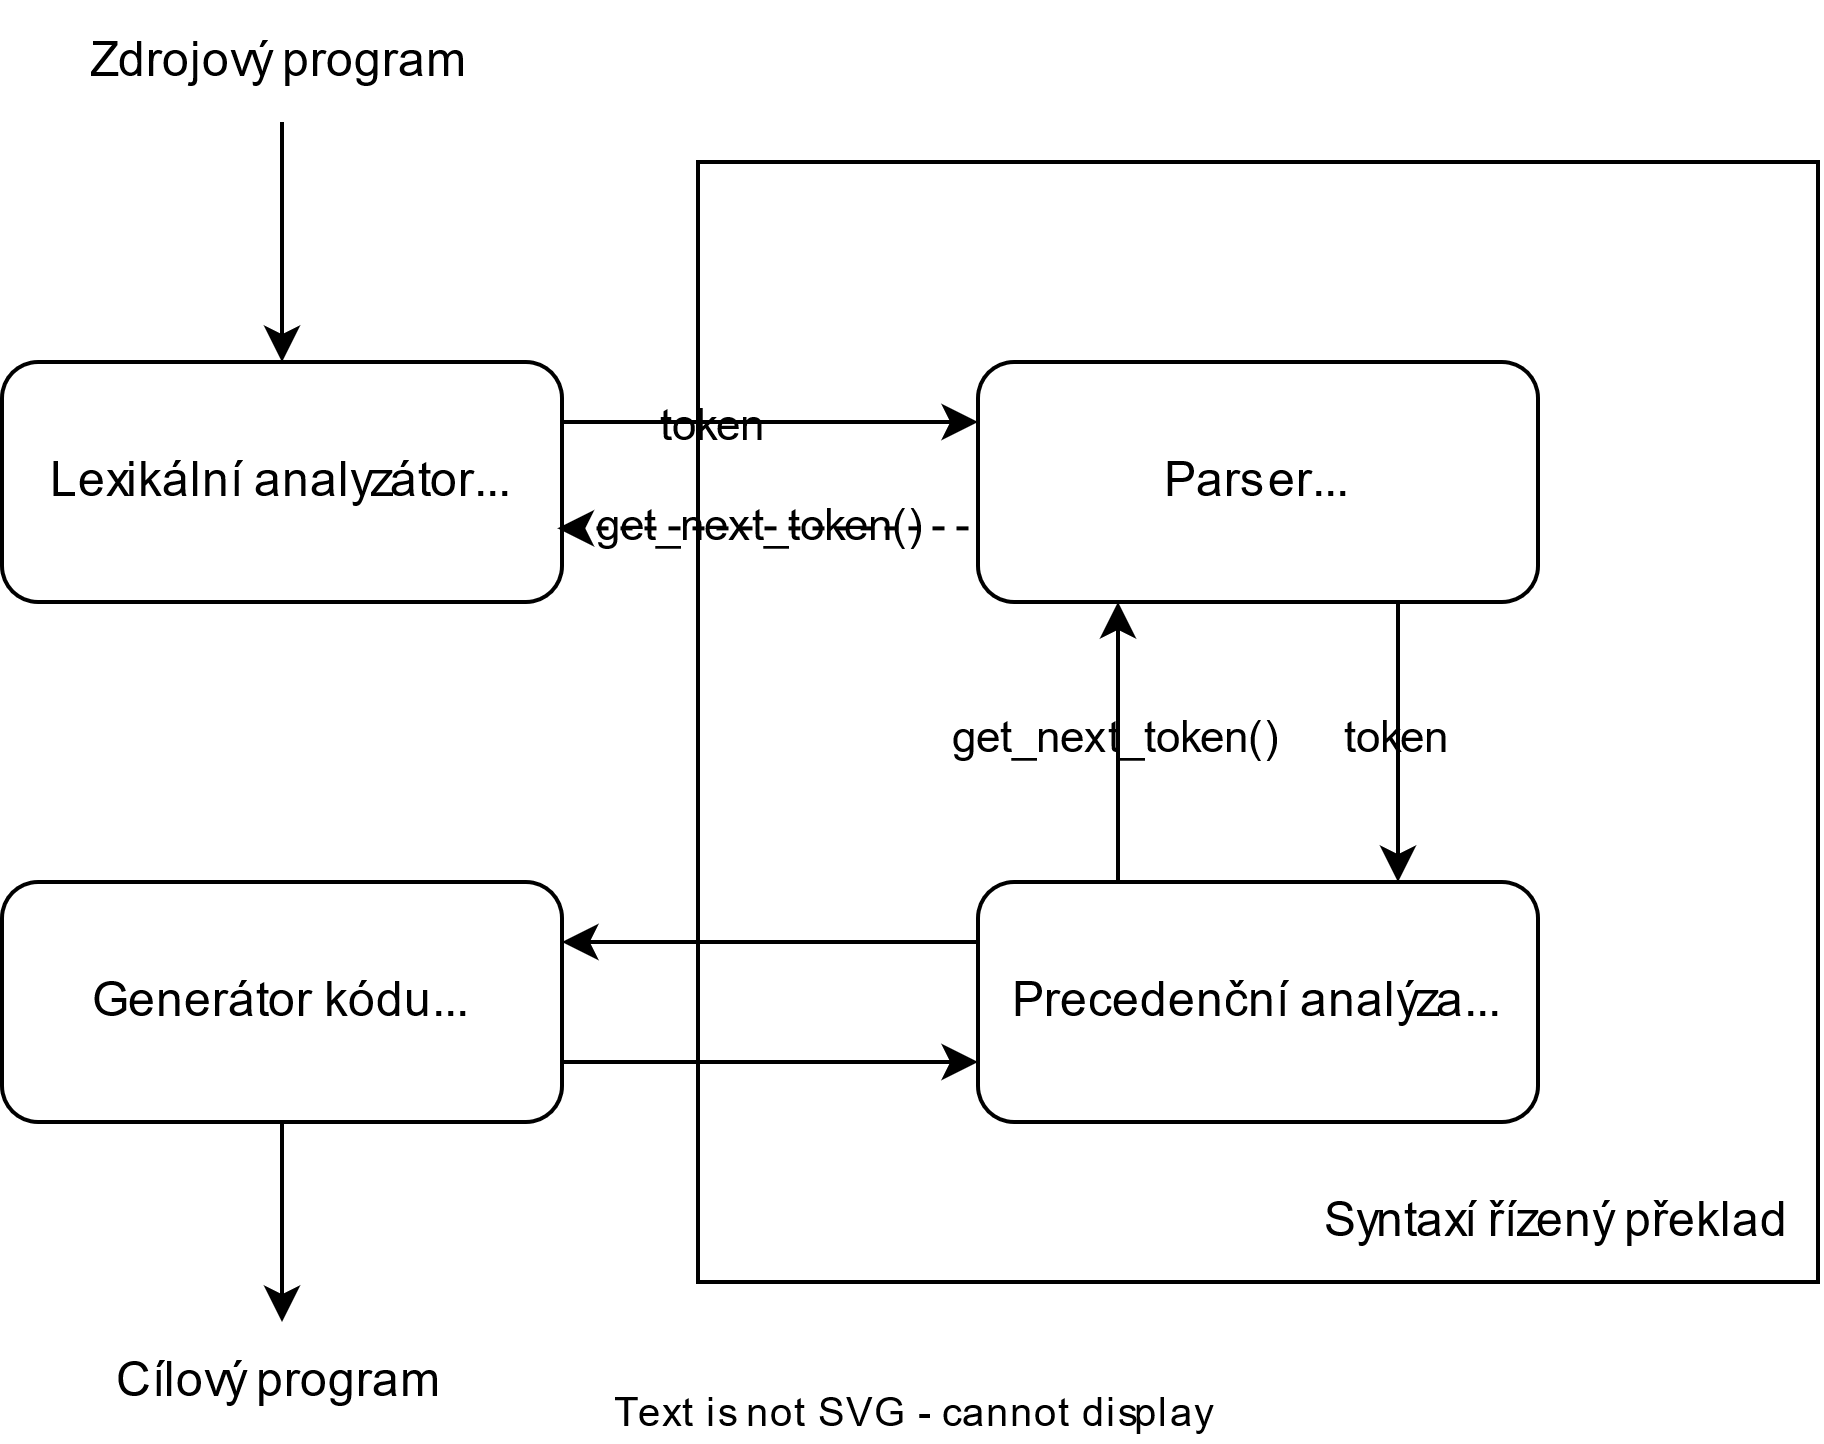 Zdrojový program
token
Lexikální analyzátor...
Parser...
get_next_token()
get_next_token()
token
Generátor kódu...
Precedenční analýza...
Syntaxí řízený překlad
Cílový program
Text is not SVG - cannot display